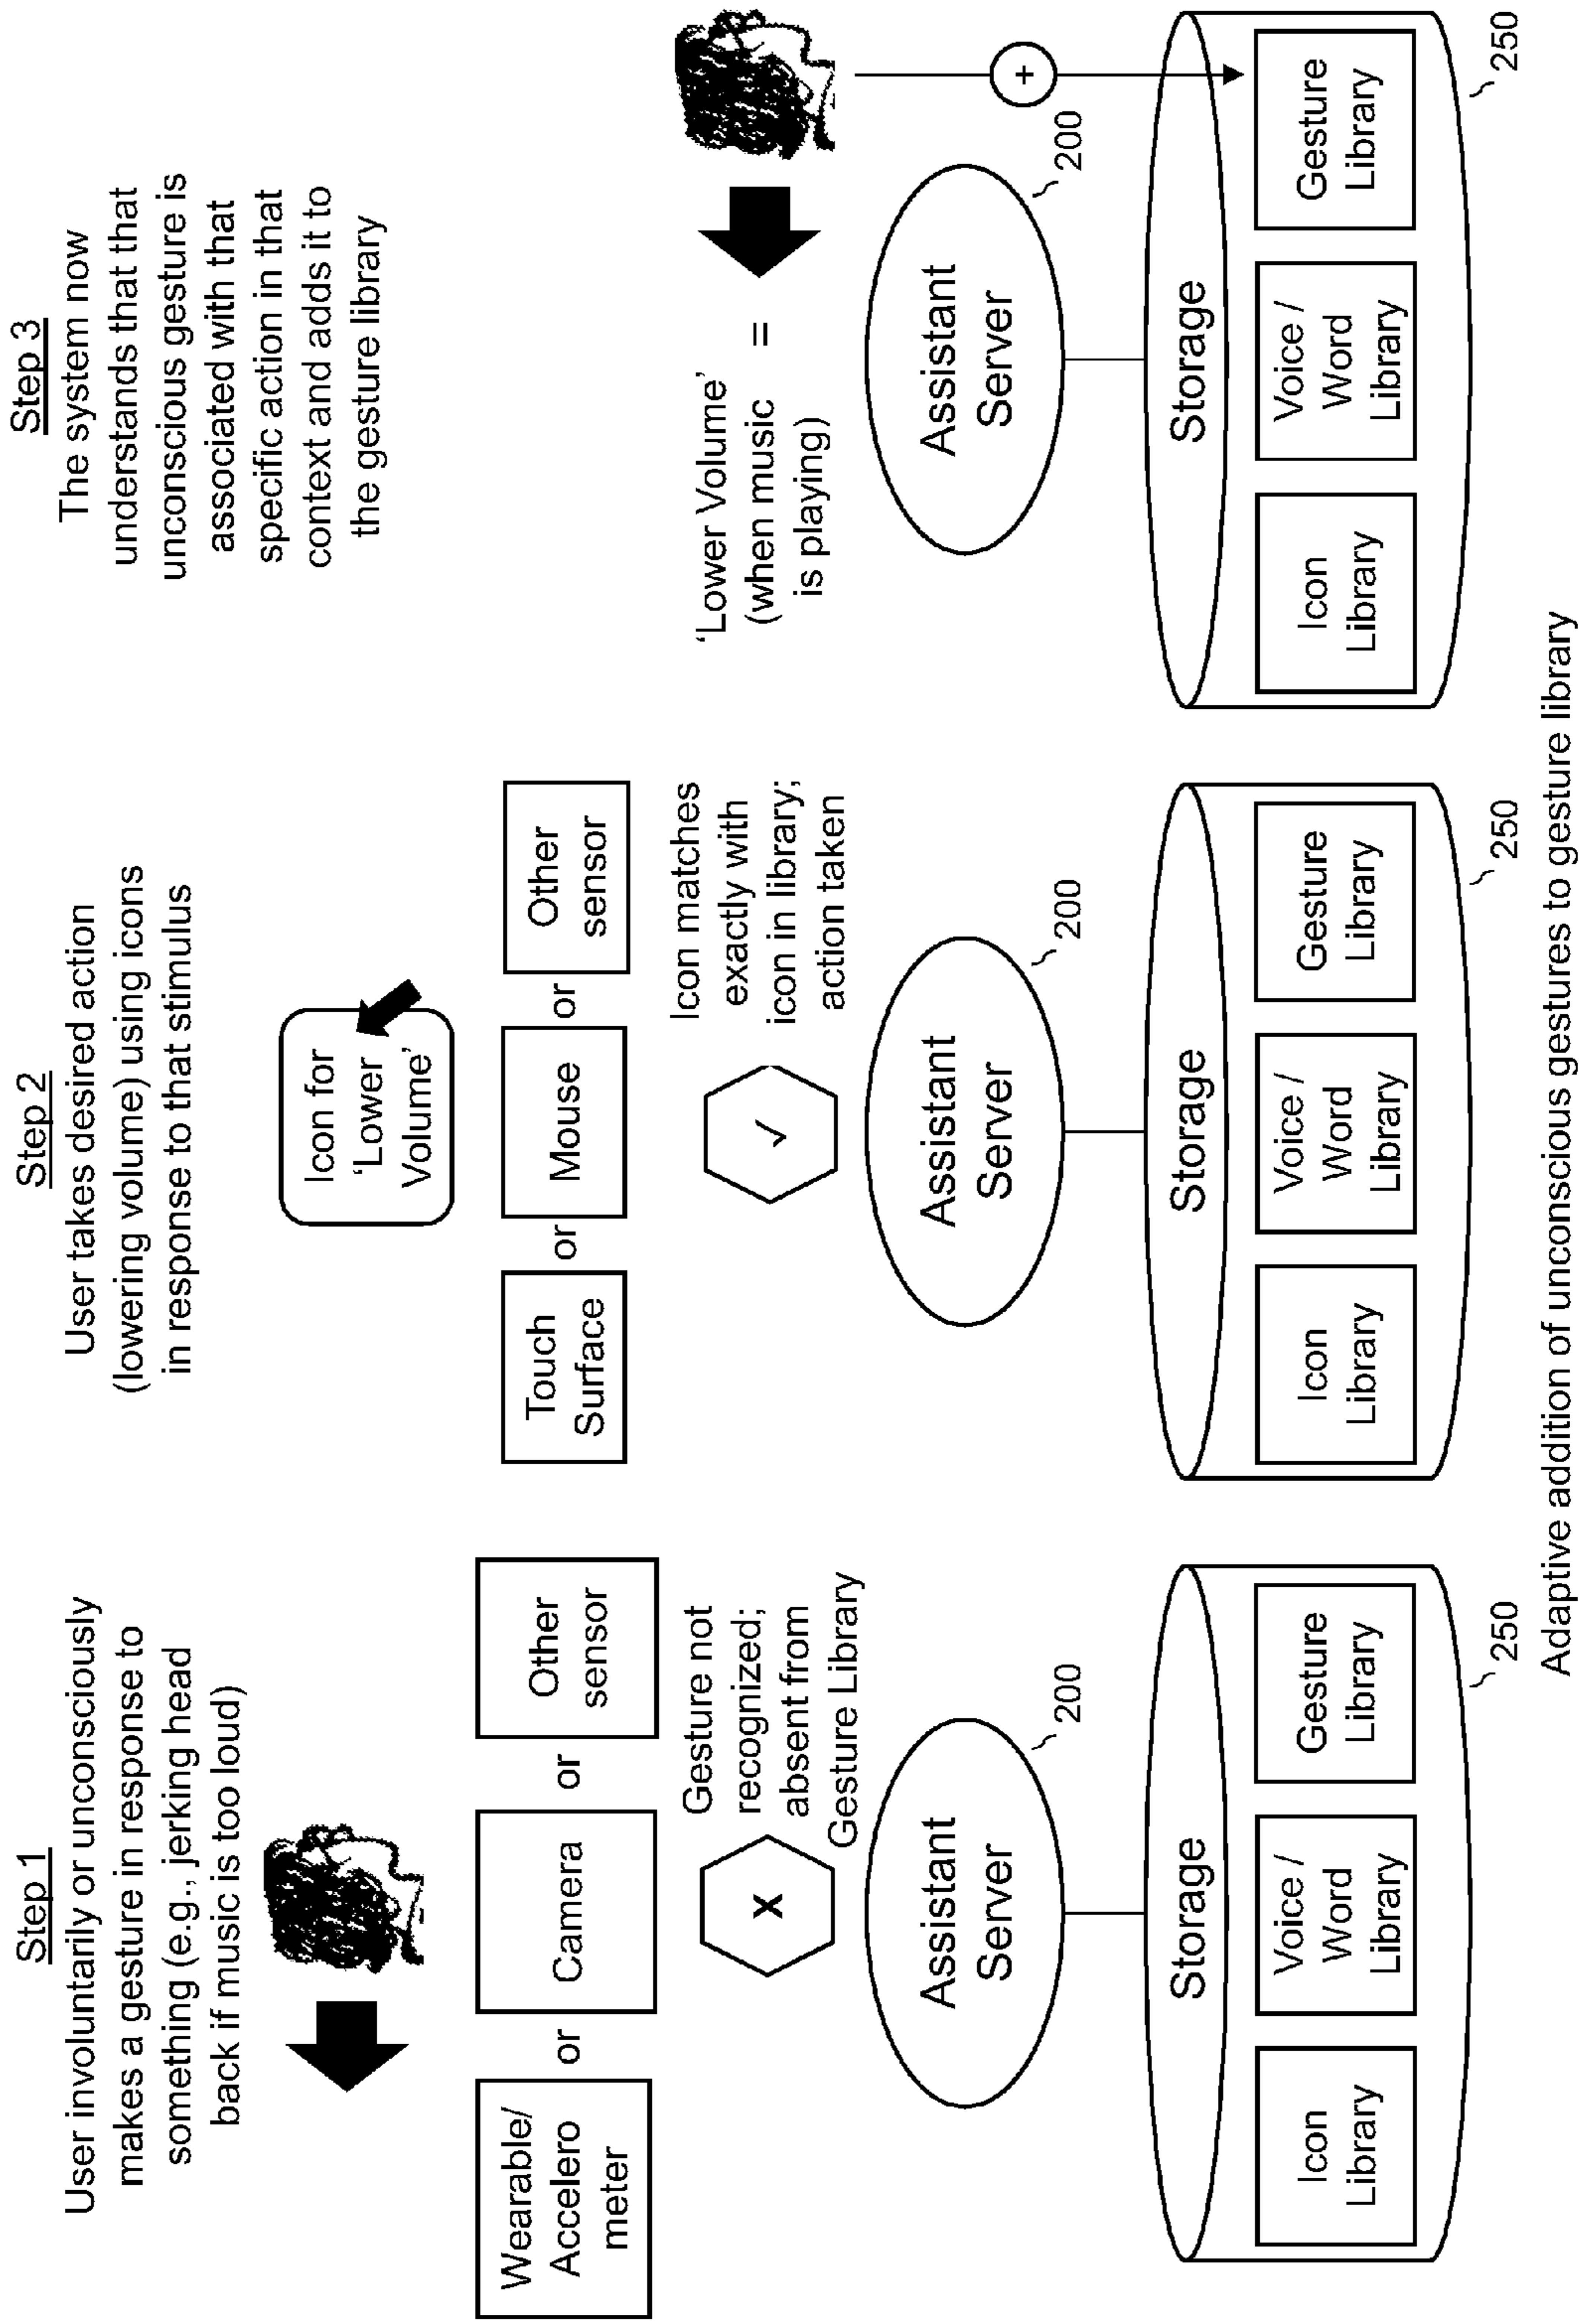 Step 1
User involuntarily or unconsciously
makes a gesture in response to
something (e.g., jerking head
back if music is too loud)
Wearable/
Accelero
meter
or
Camera
or
Other
sensor
X
Gesture not
recognized;
absent from
Gesture Library
Assistant
Server
200
Storage
Icon
Library
Voice /
Word
Library
Gesture
Library
250
Step 2
User takes desired action
(lowering volume) using icons
in response to that stimulus
Icon for
‘Lower
Volume’
Touch
Surface
or
Mouse
or
Other
sensor
√
Icon matches
exactly with
icon in library;
action taken
Assistant
Server
200
Storage
Icon
Library
Voice /
Word
Library
Gesture
Library
250
Step 3
The system now
understands that that
unconscious gesture is
associated with that
specific action in that
context and adds it to
the gesture library
‘Lower Volume’
(when music =
is playing)
+
Assistant
Server
200
Storage
Icon
Library
Voice /
Word
Library
Gesture
Library
250
Adaptive addition of unconscious gestures to gesture library